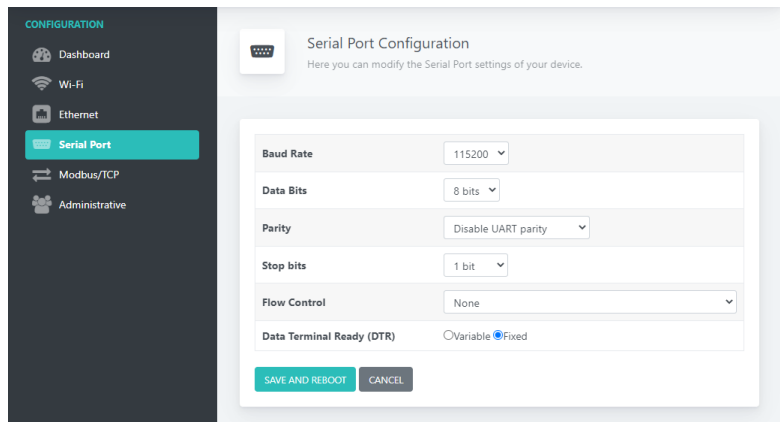 CONFIGURATION
Dashboard
Wi-Fi
Ethernet
Serial Port
Modbus/TCP
Administrative
Serial Port Configuration
Here you can modify the Serial Port settings of your device.
Baud Rate 115200
Data Bits 8 bits
Parity Disable UART parity
Stop bits 1 bit
Flow Control None
Data Terminal Ready (DTR) Variable Fixed
SAVE AND REBOOT CANCEL